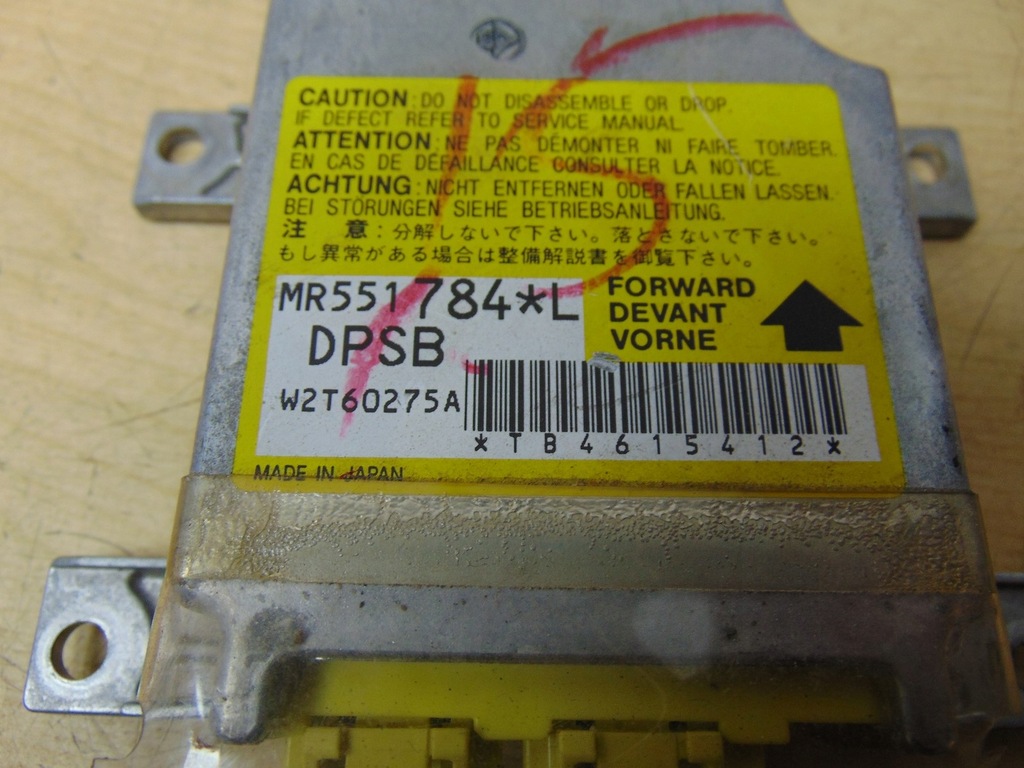 CAUTION: DO NOT DISASSEMBLE OR DROP.
IF DEFECT REFER TO SERVICE MANUAL.
ATTENTION: NE PAS DÉMONTER NI FAIRE TOMBER.
EN CAS DE DÉFAILLANCE CONSULTER LA NOTICE.
ACHTUNG: NICHT ENTFERNEN ODER FALLEN LASSEN.
BEI STÖRUNGEN SIEHE BETRIEBSANLEITUNG.
注 意: 分解しないで下さい。落とさないで下さい。
もし異常がある場合は整備解説書を御覧下さい。
MR551784*L
DPSB
W2T60275A
FORWARD
DEVANT
VORNE
*TB4615412*
MADE IN JAPAN